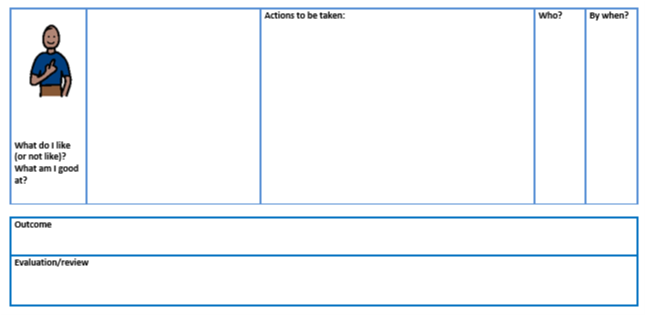 Actions to be taken:
Who?
By when?
What do I like
(or not like)?
What am I good
at?
Outcome
Evaluation/review